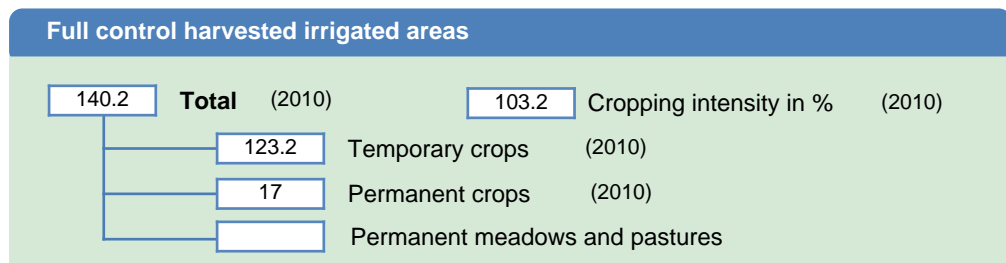 Full control harvested irrigated areas
140.2 Total (2010) 103.2 Cropping intensity in % (2010)
123.2 Temporary crops (2010)
17 Permanent crops (2010)
Permanent meadows and pastures